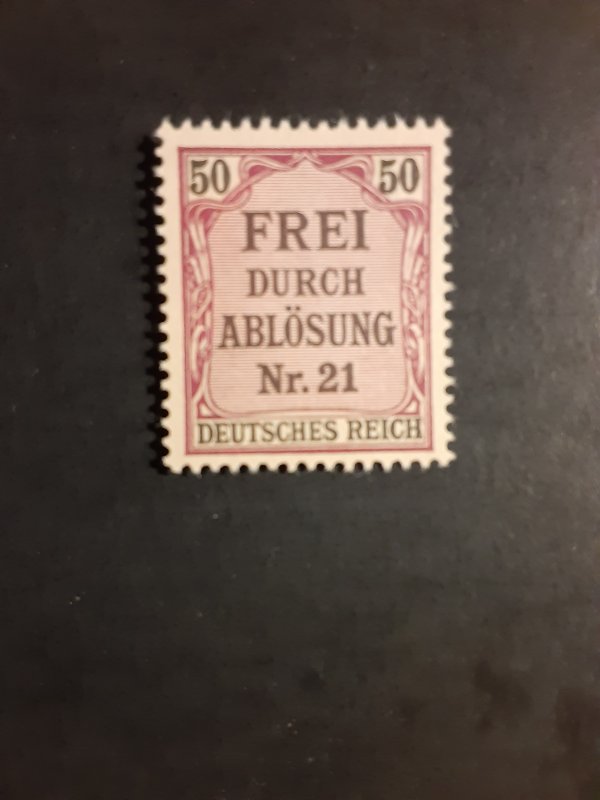 50 50
FREI
DURCH
ABLÖSUNG
Nr. 21
DEUTSCHES REICH